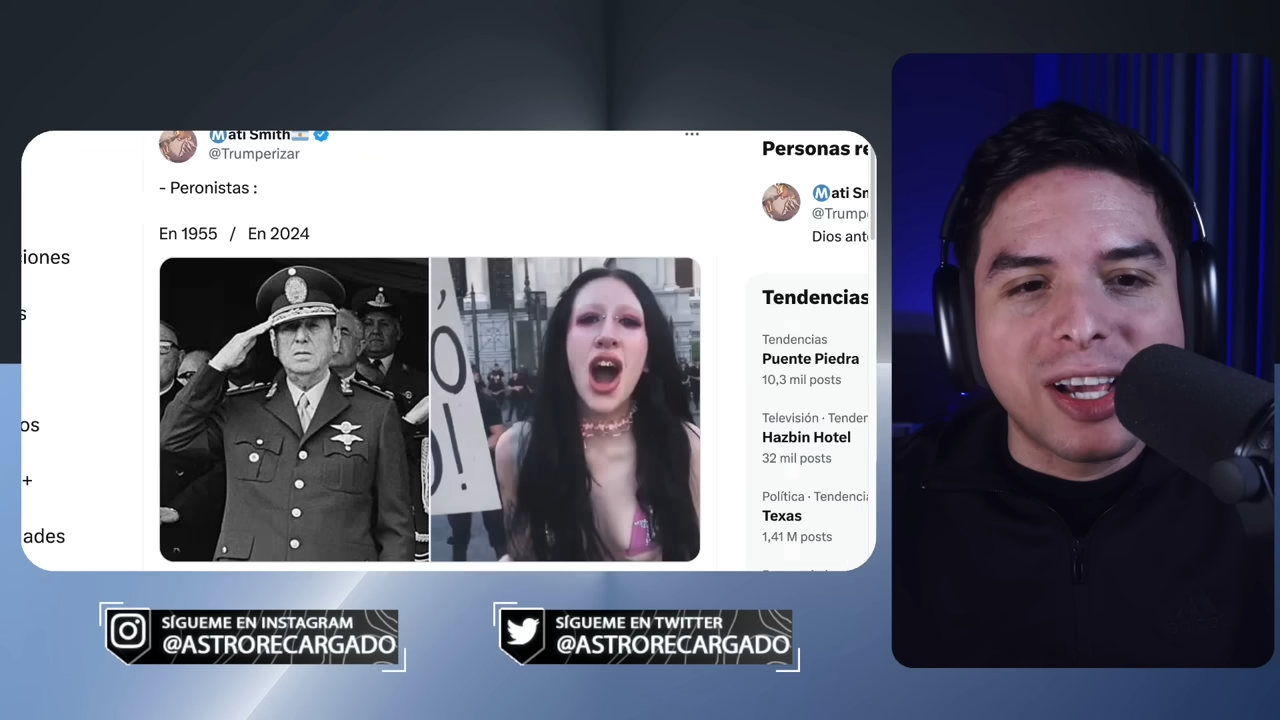 Mati Smith
@Trumperizar
- Peronistas :
En 1955 / En 2024
Ó
O!
iones
s
os
+
ades
Personas re
Mati Sm
@Trump
Dios ant
Tendencias
Tendencias
Puente Piedra
10,3 mil posts
Televisión · Tenden
Hazbin Hotel
32 mil posts
Política · Tendencia
Texas
1,41 M posts
SÍGUEME EN INSTAGRAM
@ASTRORECARGADO
SÍGUEME EN TWITTER
@ASTRORECARGADO